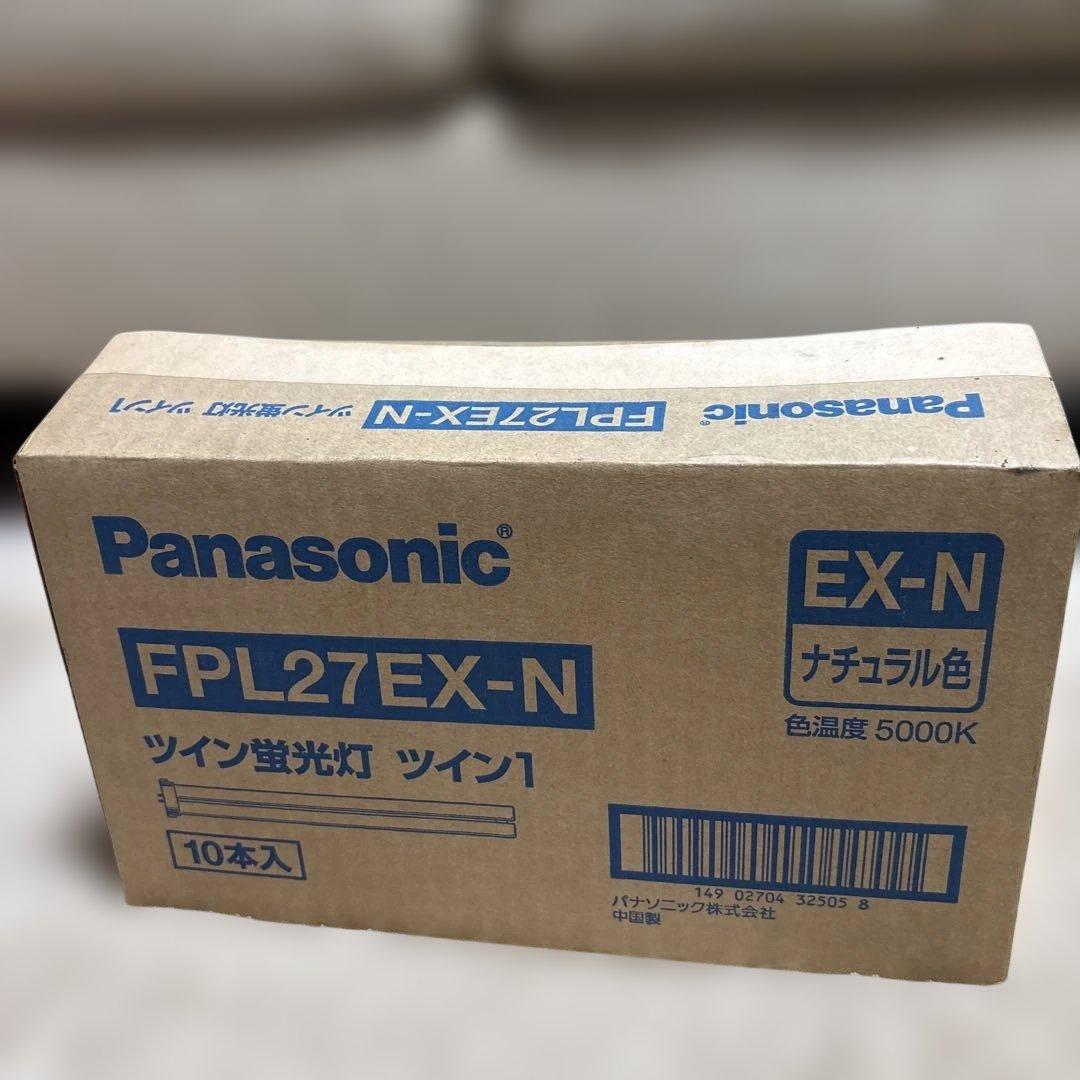 Panasonic FPL27EX-N ツイン蛍光灯 ツイン1
Panasonic®
FPL27EX-N
ツイン蛍光灯 ツイン1
10本入
EX-N
ナチュラル色
色温度 5000K
149 02704 32505 8
パナソニック株式会社
中国製